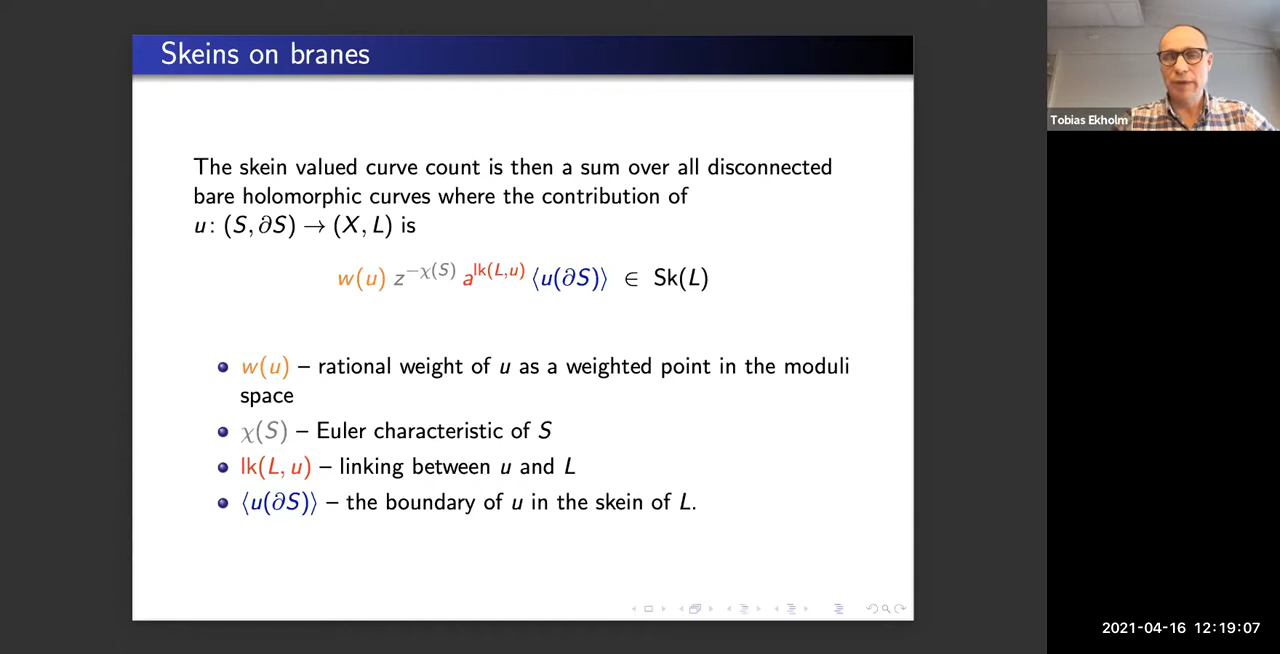 Skeins on branes
The skein valued curve count is then a sum over all disconnected
bare holomorphic curves where the contribution of
u: (S, ∂S) → (X, L) is
w(u) z^{−χ(S)} a^{lk(L,u)} ⟨u(∂S)⟩ ∈ Sk(L)
w(u) – rational weight of u as a weighted point in the moduli
space
χ(S) – Euler characteristic of S
lk(L, u) – linking between u and L
⟨u(∂S)⟩ – the boundary of u in the skein of L.
Tobias Ekholm
2021-04-16 12:19:07